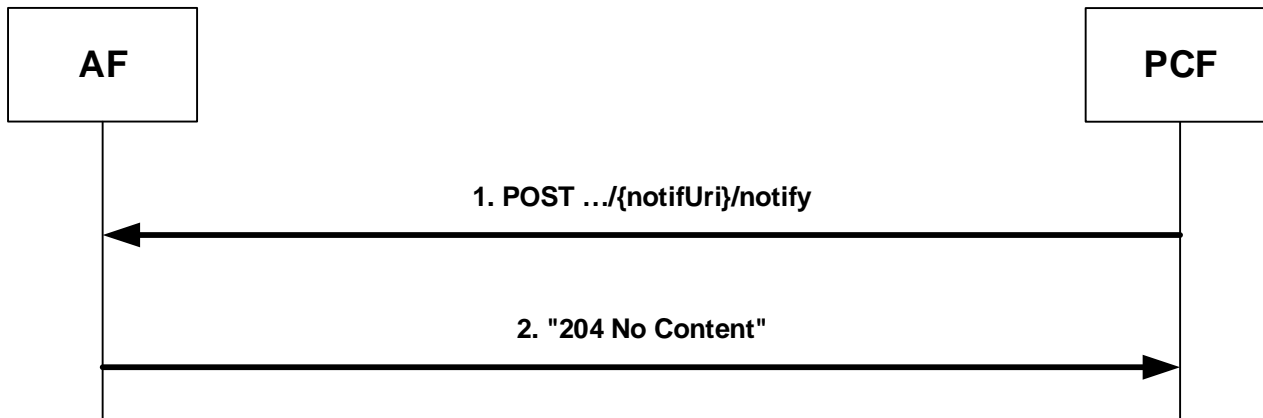 AF
PCF
1. POST …/{notifUri}/notify
2. "204 No Content"